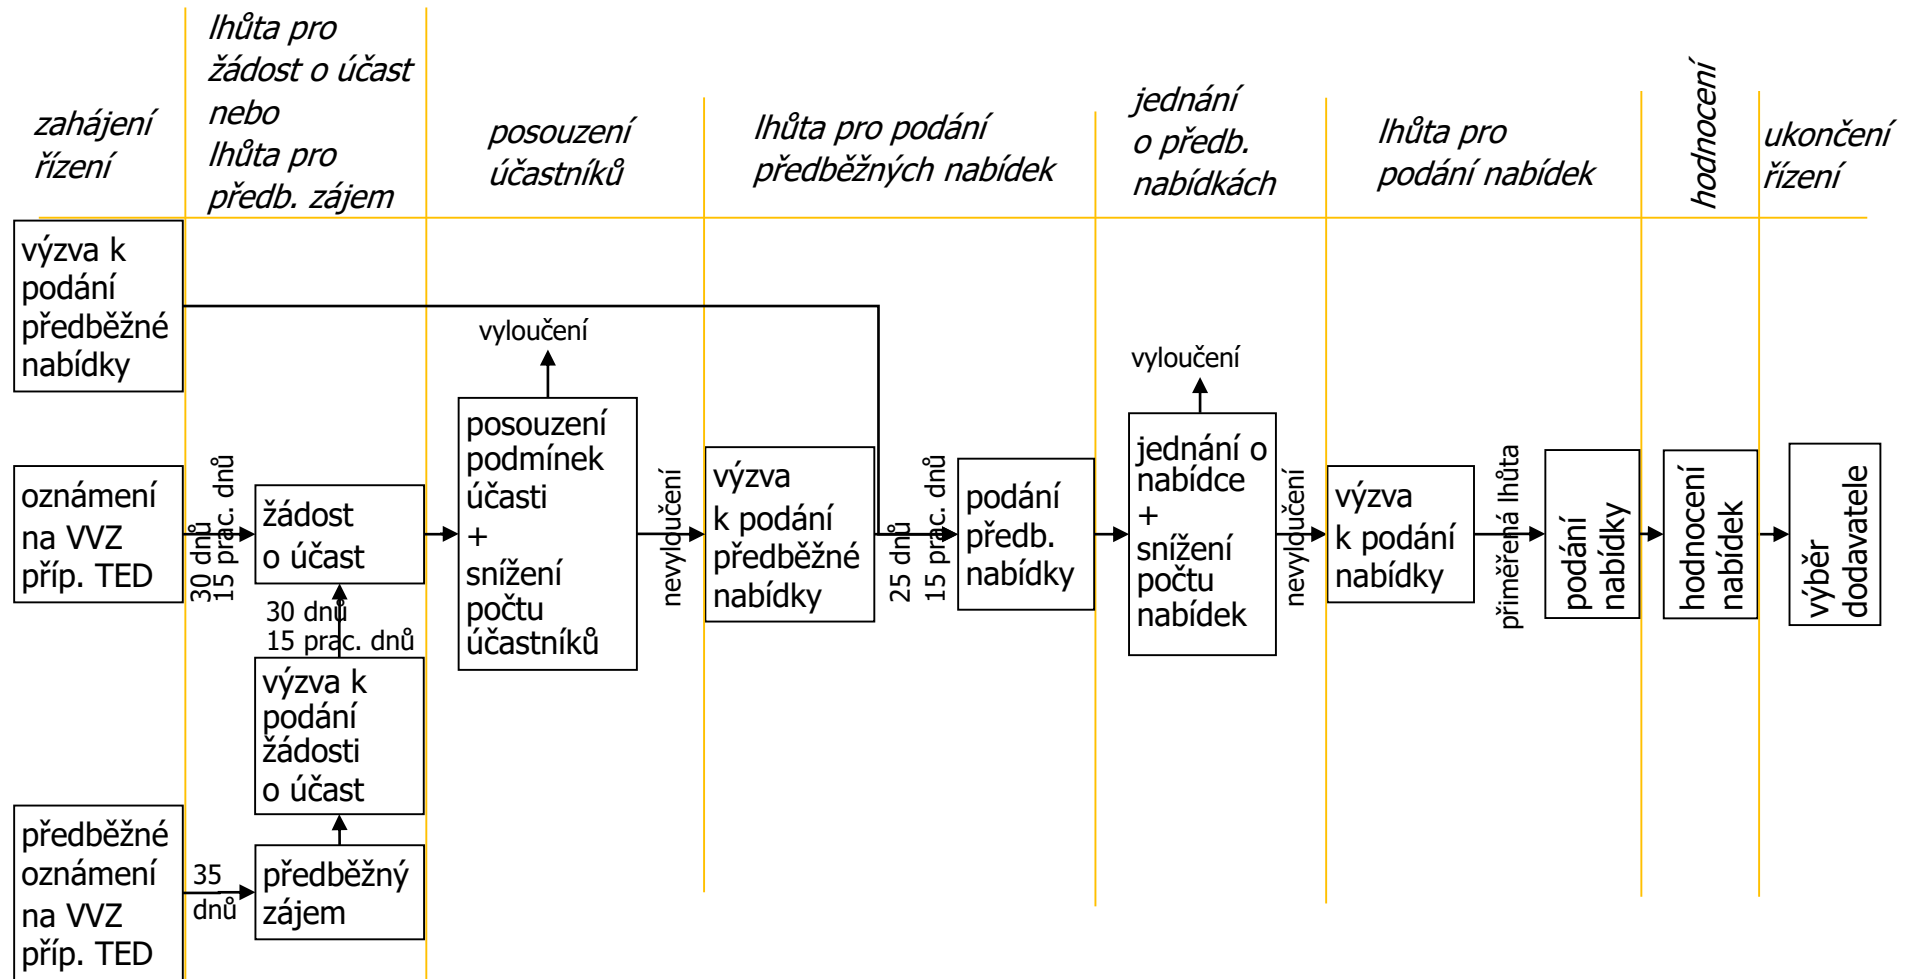 zahájení
řízení
lhůta pro
žádost o účast
nebo
lhůta pro
předb. zájem
posouzení
účastníků
lhůta pro podání
předběžných nabídek
jednání
o předb.
nabídkách
lhůta pro
podání nabídek
hodnocení
ukončení
řízení
výzva k
podání
předběžné
nabídky
oznámení
na VVZ
příp. TED
30 dnů
15 prac. dnů
žádost
o účast
30 dnů
15 prac. dnů
výzva k
podání
žádosti
o účast
předběžné
oznámení
na VVZ
příp. TED
35
dnů
předběžný
zájem
vyloučení
posouzení
podmínek
účasti
+
snížení
počtu
účastníků
nevyloučení
výzva
k podání
předběžné
nabídky
25 dnů
15 prac. dnů
podání
předb.
nabídky
vyloučení
jednání o
nabídce
+
snížení
počtu
nabídek
nevyloučení
výzva
k podání
nabídky
přiměřená lhůta
podání
nabídky
hodnocení
nabídek
výběr
dodavatele